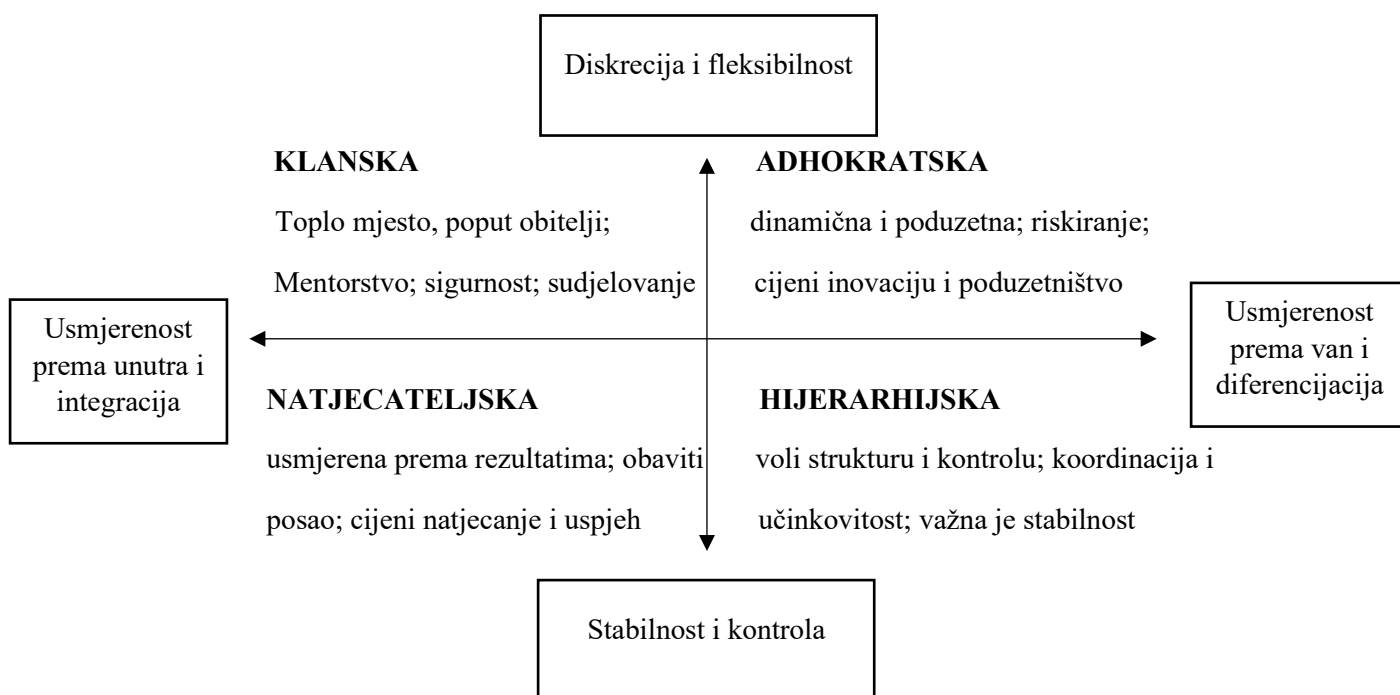 Diskrecija i fleksibilnost
KLANSKA
Toplo mjesto, poput obitelji;
Mentorstvo; sigurnost; sudjelovanje
ADHOKRATSKA
dinamična i poduzetna; riskiranje;
cijeni inovaciju i poduzetništvo
Usmjerenost
prema unutra i
integracija
Usmjerenost
prema van i
diferencijacija
NATJECATELJSKA
usmjerena prema rezultatima; obaviti
posao; cijeni natjecanje i uspjeh
HIJERARHIJSKA
voli strukturu i kontrolu; koordinacija i
učinkovitost; važna je stabilnost
Stabilnost i kontrola